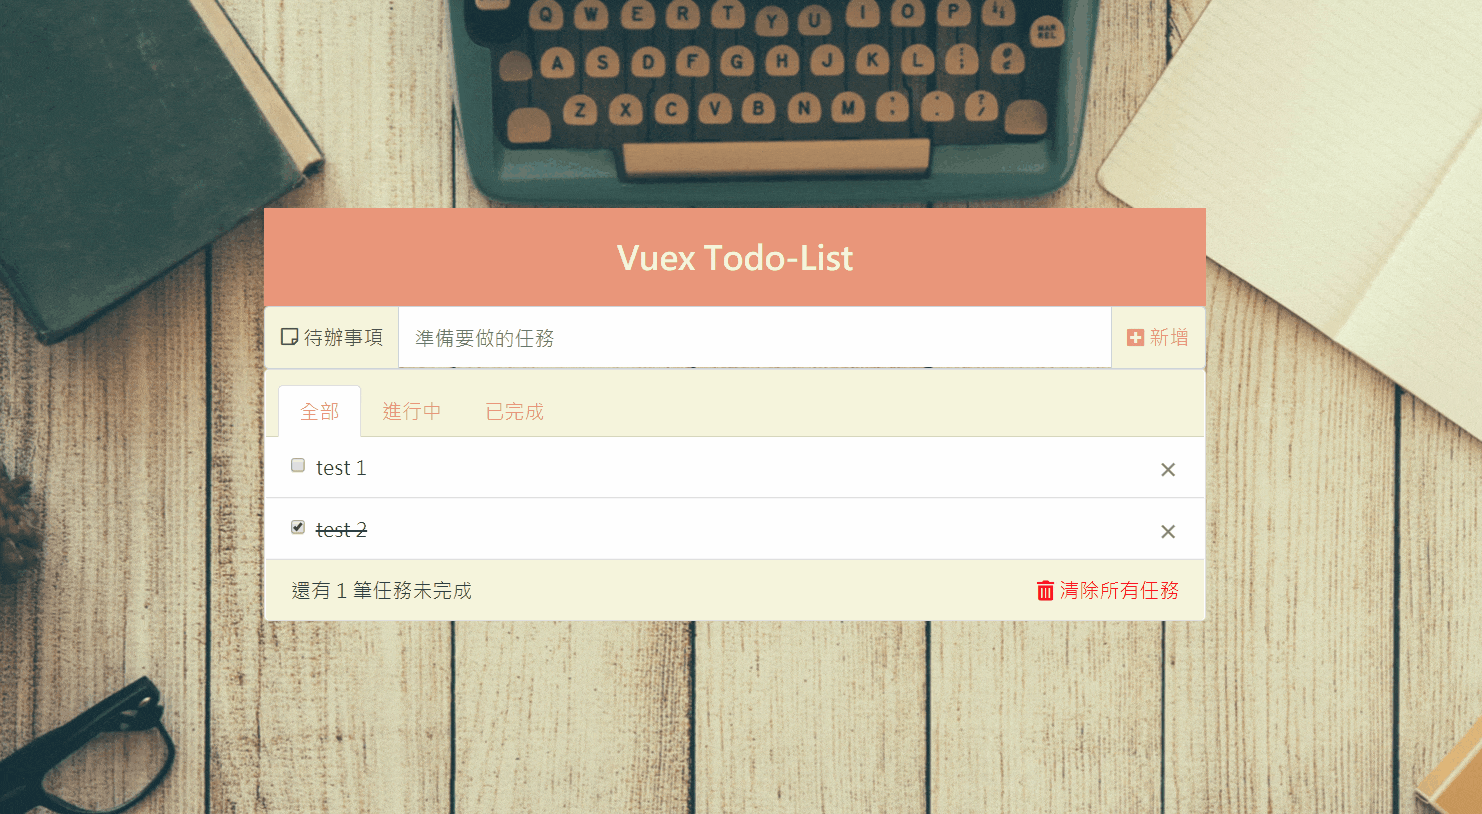 Q W E R T Y U I O P
MAR REL
A S D F G H J K L
Z X C V B N M
Vuex Todo-List
待辦事項 準備要做的任務 新增
全部 進行中 已完成
test 1
test 2
還有 1 筆任務未完成 清除所有任務